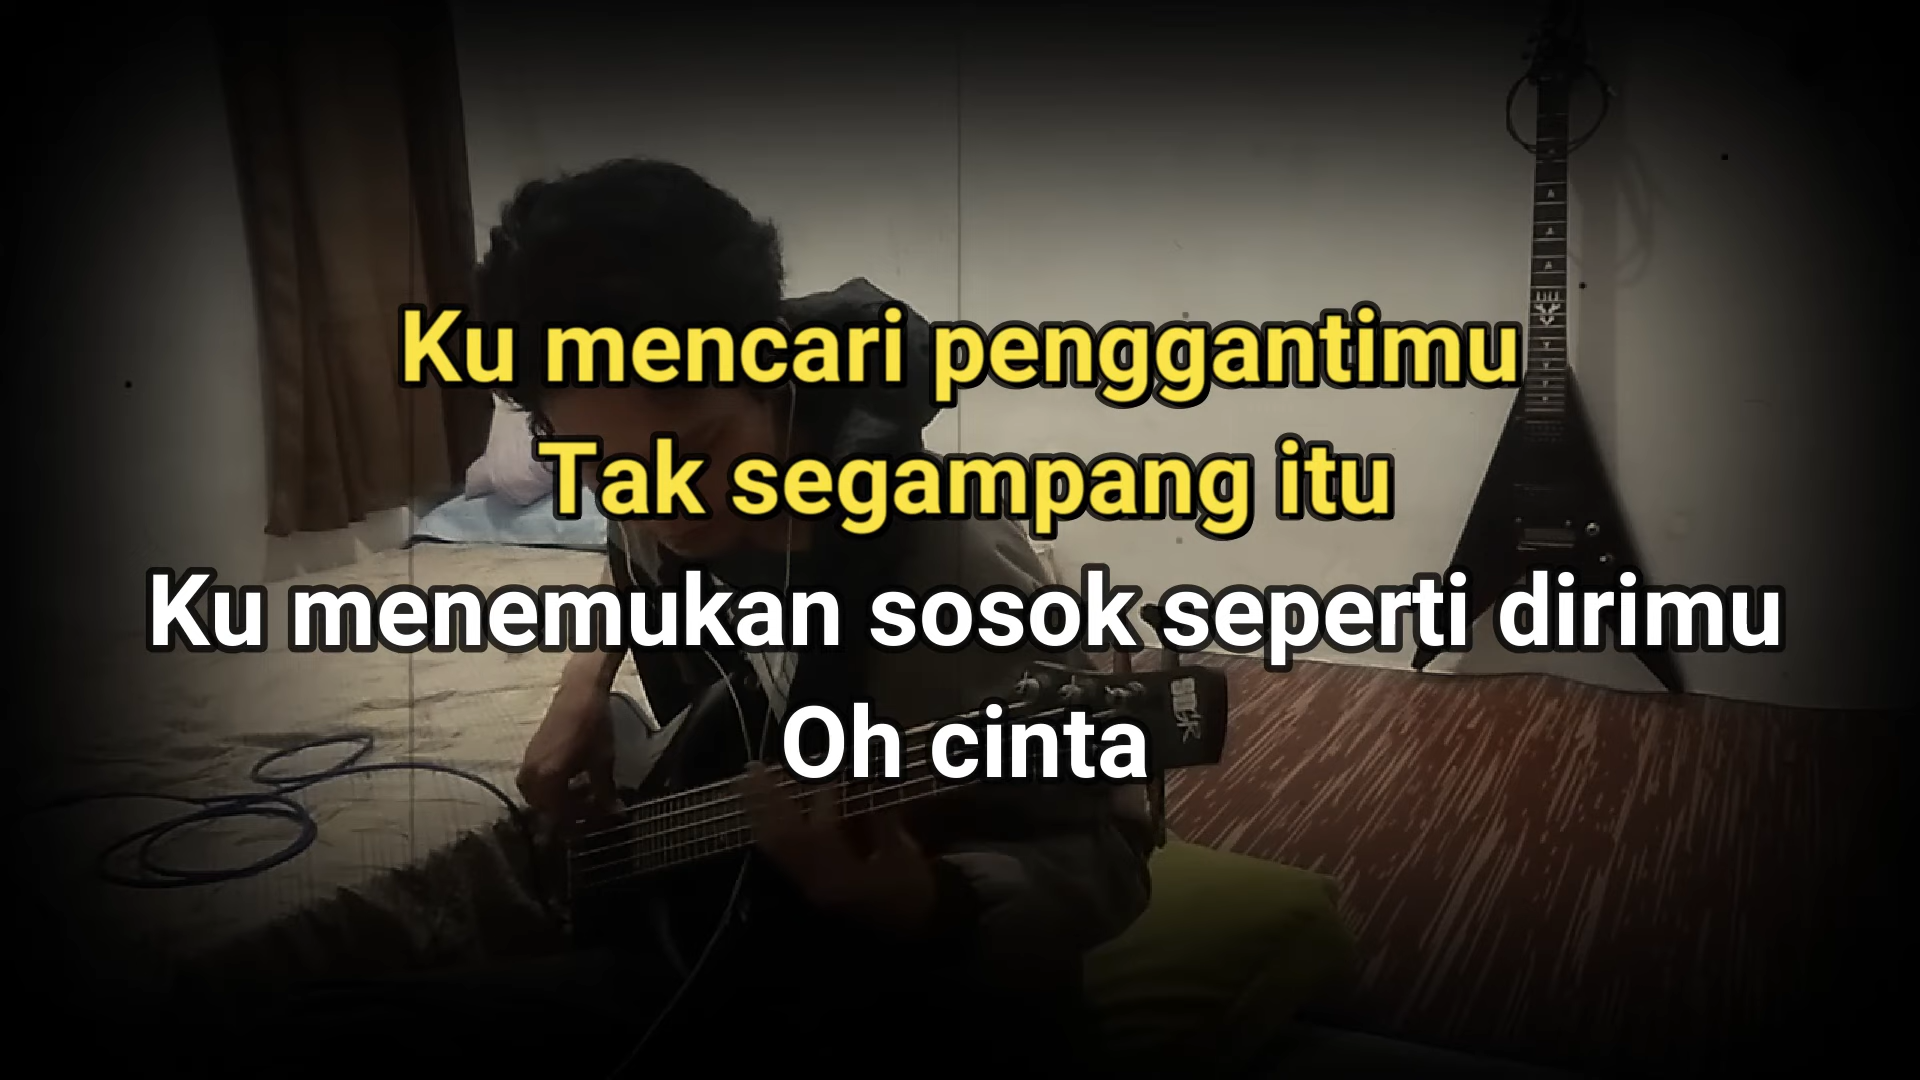 Ku mencari penggantimu
Tak segampang itu
Ku menemukan sosok seperti dirimu
Oh cinta